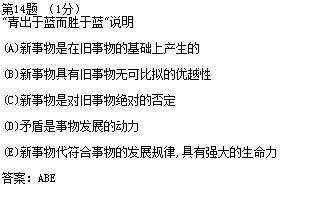 第14题 （1分）
"青出于蓝而胜于蓝"说明
(A)新事物是在旧事物的基础上产生的
(B)新事物具有旧事物无可比拟的优越性
(C)新事物是对旧事物绝对的否定
(D)矛盾是事物发展的动力
(E)新事物代符合事物的发展规律,具有强大的生命力
答案: ABE